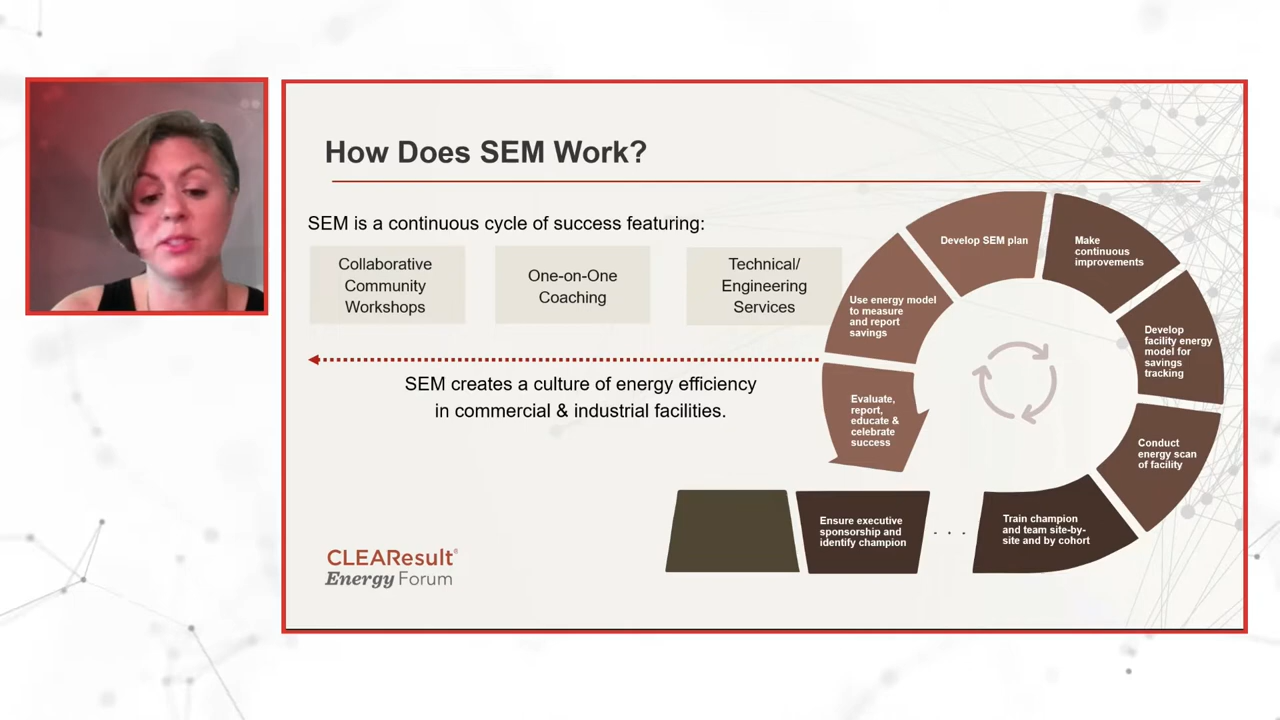 How Does SEM Work?
SEM is a continuous cycle of success featuring:
Collaborative
Community
Workshops
One-on-One
Coaching
Technical/
Engineering
Services
SEM creates a culture of energy efficiency
in commercial & industrial facilities.
Ensure executive
sponsorship and
identify champion
. . .
Train champion
and team site-by-
site and by cohort
Conduct
energy scan
of facility
Develop
facility energy
model for
savings
tracking
Make
continuous
improvements
Develop SEM plan
Use energy model
to measure
and report
savings
Evaluate,
report,
educate &
celebrate
success
CLEAResult®
Energy Forum